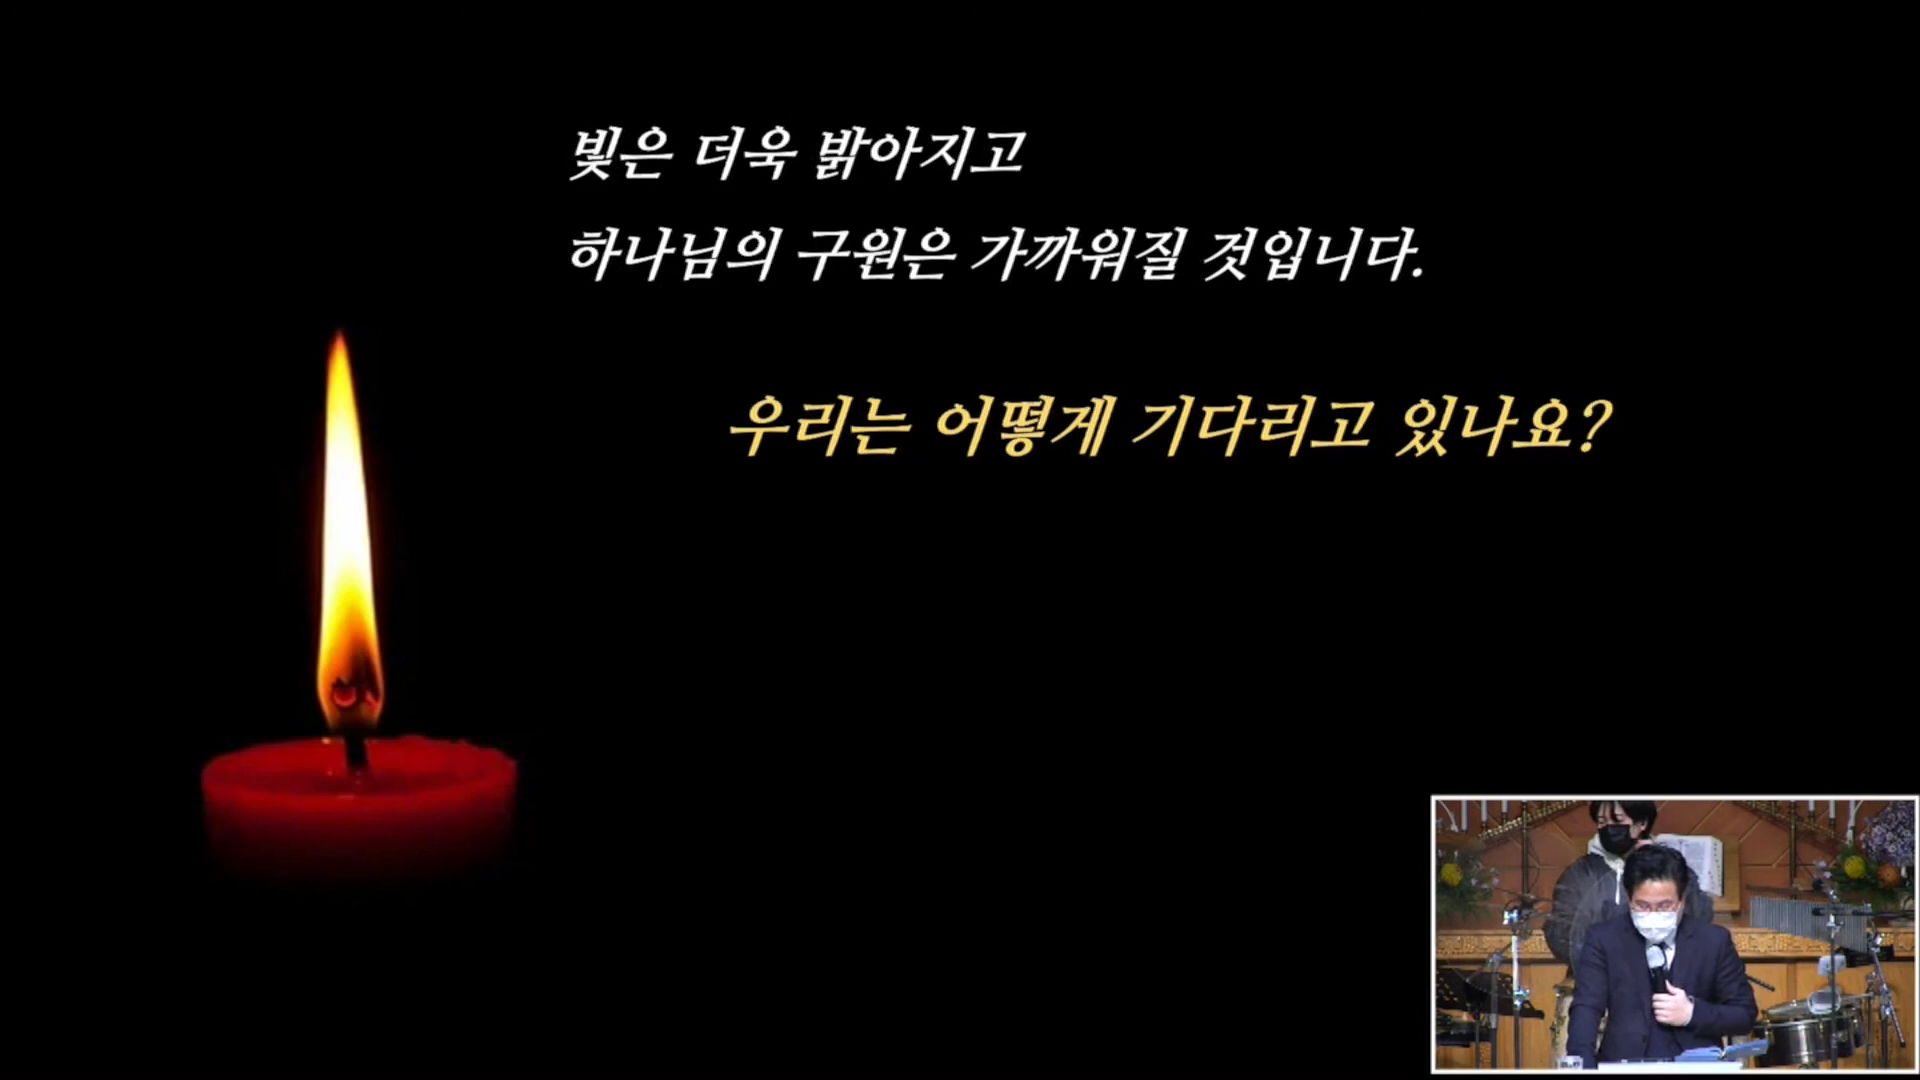 빛은 더욱 밝아지고
하나님의 구원은 가까워질 것입니다.
우리는 어떻게 기다리고 있나요?